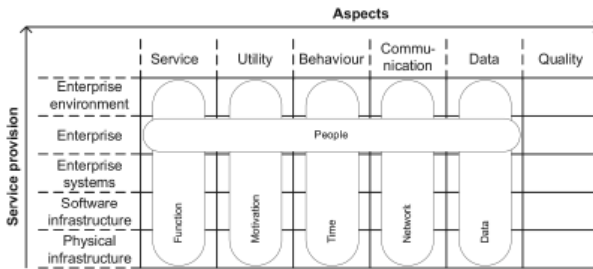 Aspects
Service
Utility
Behaviour
Commu-
nication
Data
Quality
Service provision
Enterprise
environment
Enterprise
People
Enterprise
systems
Software
infrastructure
Physical
infrastructure
Function
Motivation
Time
Network
Data